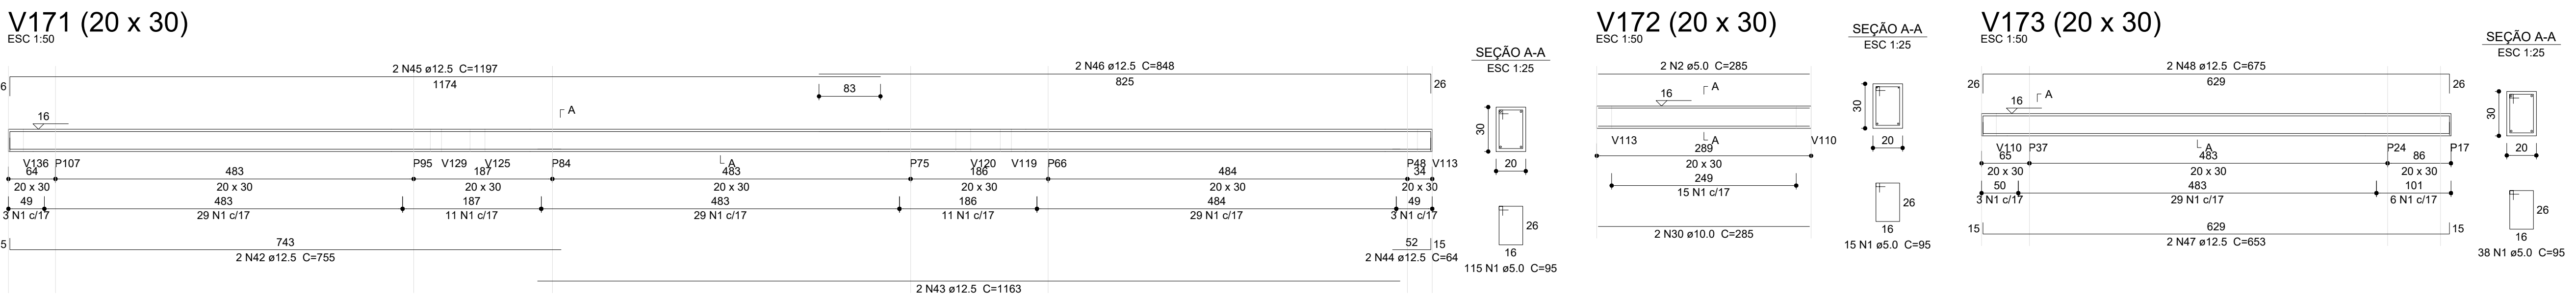 V171 (20 x 30)
ESC 1:50
2 N45 ø12.5 C=1197
1174
2 N46 ø12.5 C=848
825
6
26
83
16
A
A
V136 P107 P95 V129 V125 P84 P75 V120 V119 P66 P48 V113
64 483 187 483 186 484 34
20 x 30 20 x 30 20 x 30 20 x 30 20 x 30 20 x 30 20 x 30
49 483 187 483 186 484 49
3 N1 c/17 29 N1 c/17 11 N1 c/17 29 N1 c/17 11 N1 c/17 29 N1 c/17 3 N1 c/17
5
743
2 N42 ø12.5 C=755
52
15
2 N44 ø12.5 C=64
2 N43 ø12.5 C=1163
SEÇÃO A-A
ESC 1:25
30
20
26
16
115 N1 ø5.0 C=95
V172 (20 x 30)
ESC 1:50
2 N2 ø5.0 C=285
A
16
V113
A
V110
289
20 x 30
249
15 N1 c/17
2 N30 ø10.0 C=285
SEÇÃO A-A
ESC 1:25
30
20
26
16
15 N1 ø5.0 C=95
V173 (20 x 30)
ESC 1:50
2 N48 ø12.5 C=675
26
629
26
A
16
A
V110 P37 P24 P17
65 483 86
20 x 30 20 x 30 20 x 30
50 483 101
3 N1 c/17 29 N1 c/17 6 N1 c/17
15
629
15
2 N47 ø12.5 C=653
SEÇÃO A-A
ESC 1:25
30
20
26
16
38 N1 ø5.0 C=95